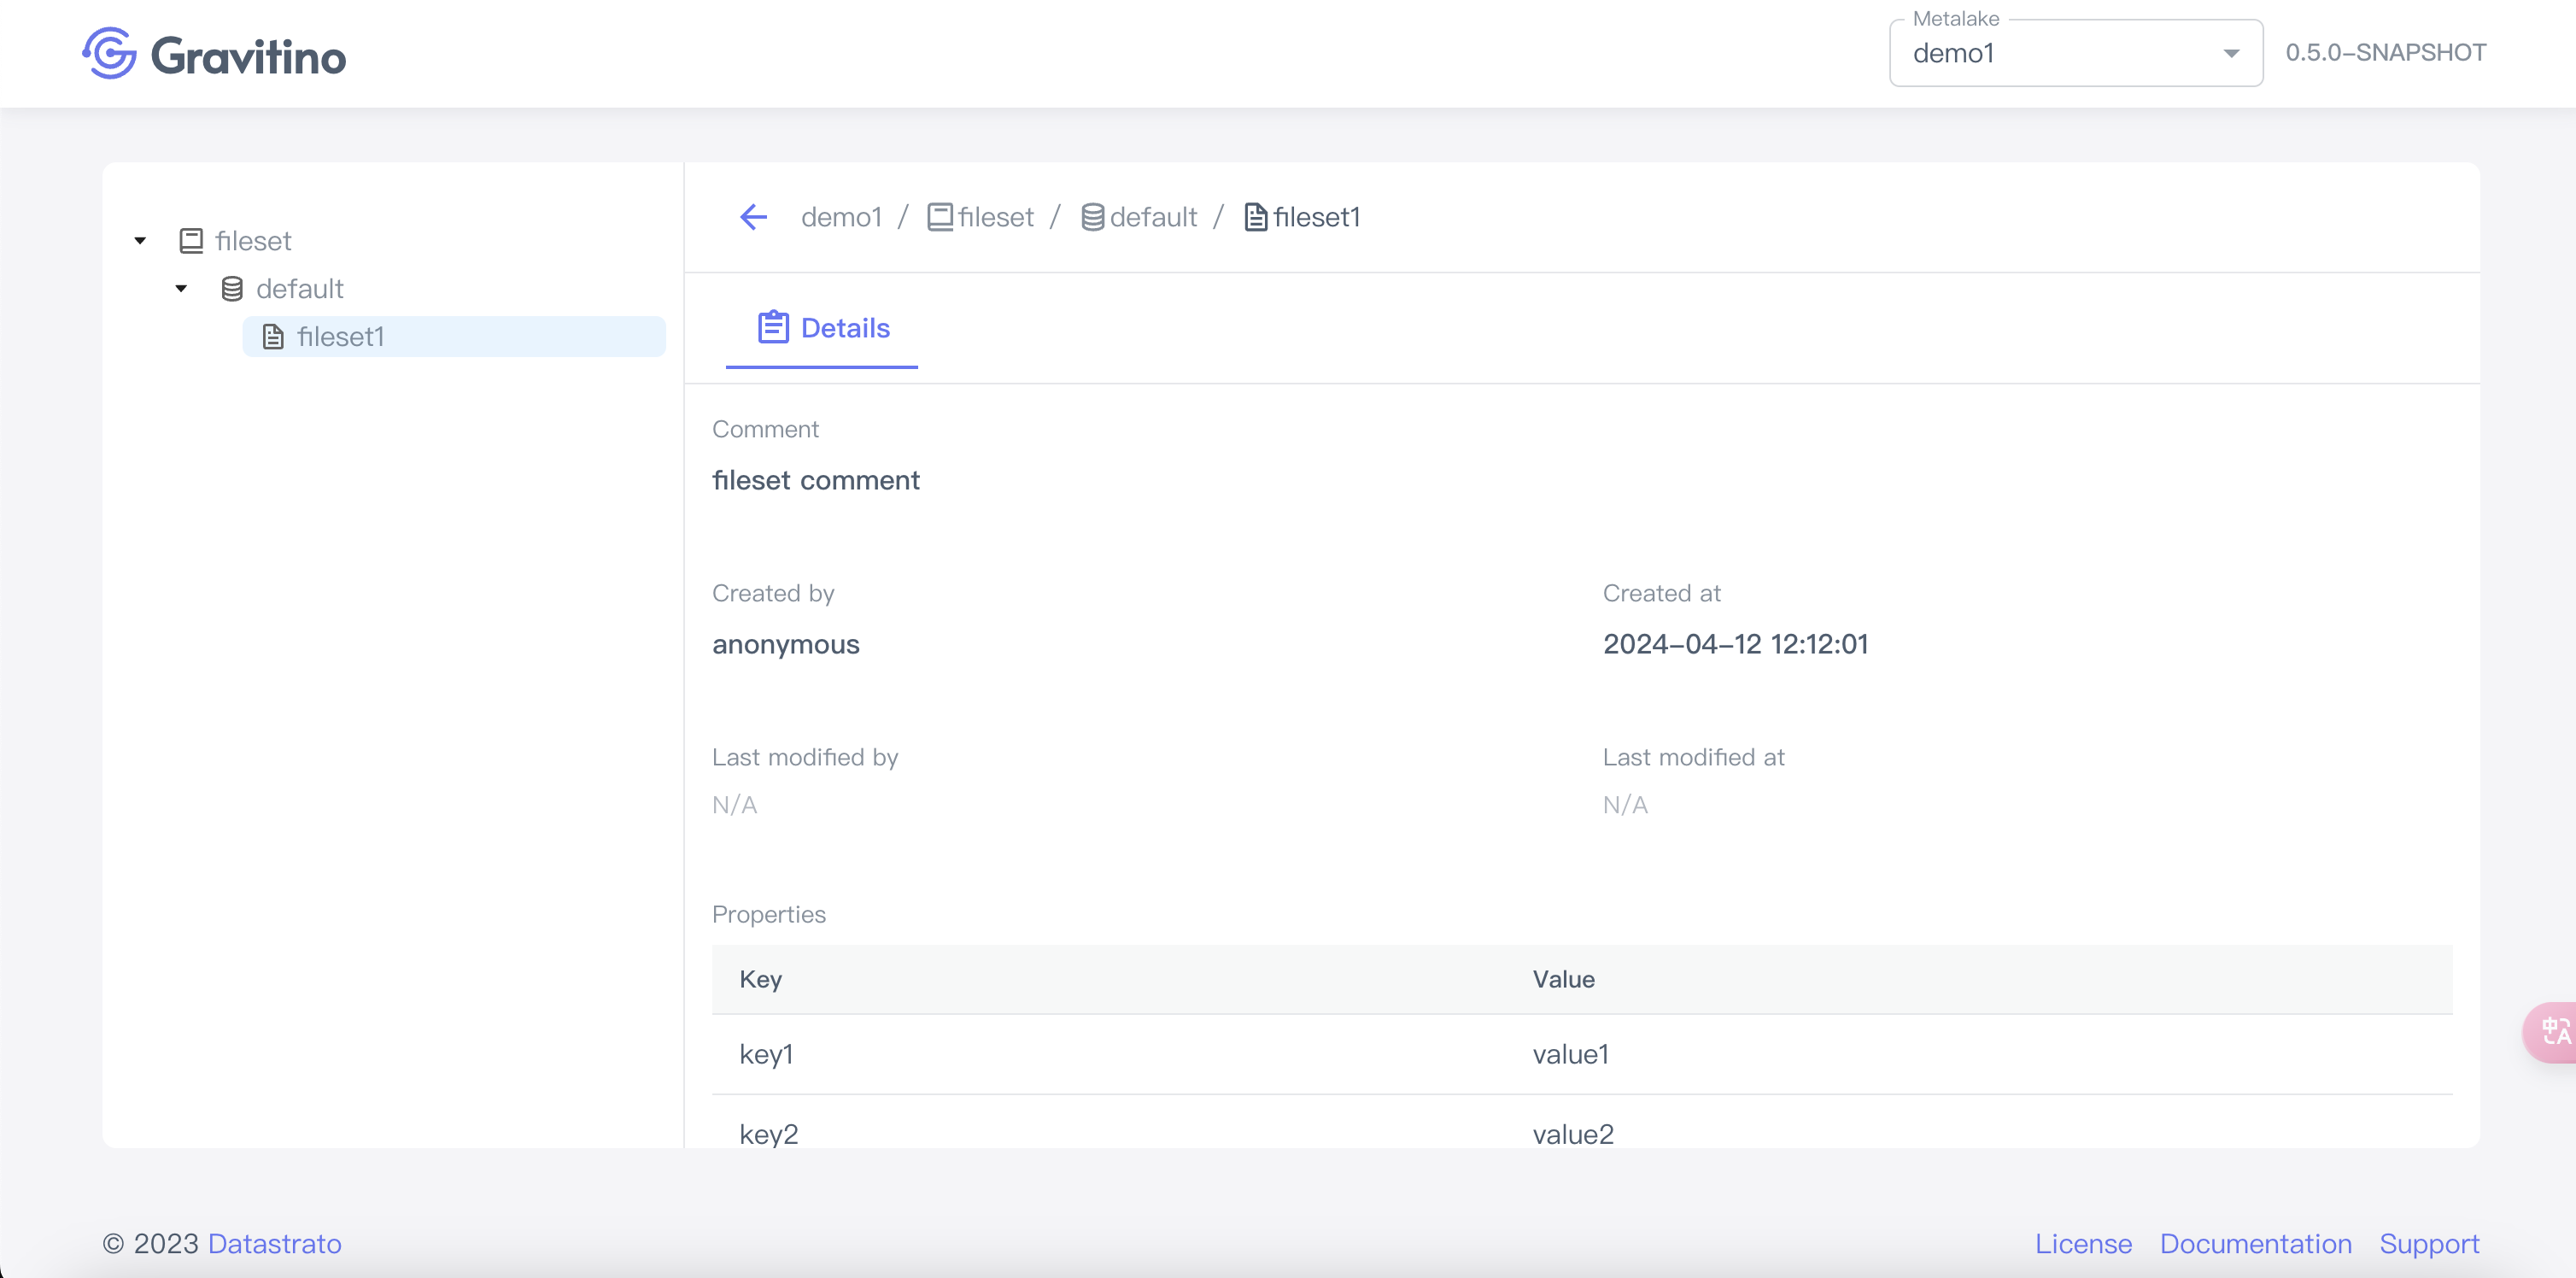 Gravitino
Metalake
demo1
0.5.0-SNAPSHOT
fileset
default
fileset1
demo1 / fileset / default / fileset1
Details
Comment
fileset comment
Created by
Created at
anonymous
2024-04-12 12:12:01
Last modified by
Last modified at
N/A
N/A
Properties
Key Value
key1 value1
key2 value2
中A
© 2023 Datastrato
License Documentation Support